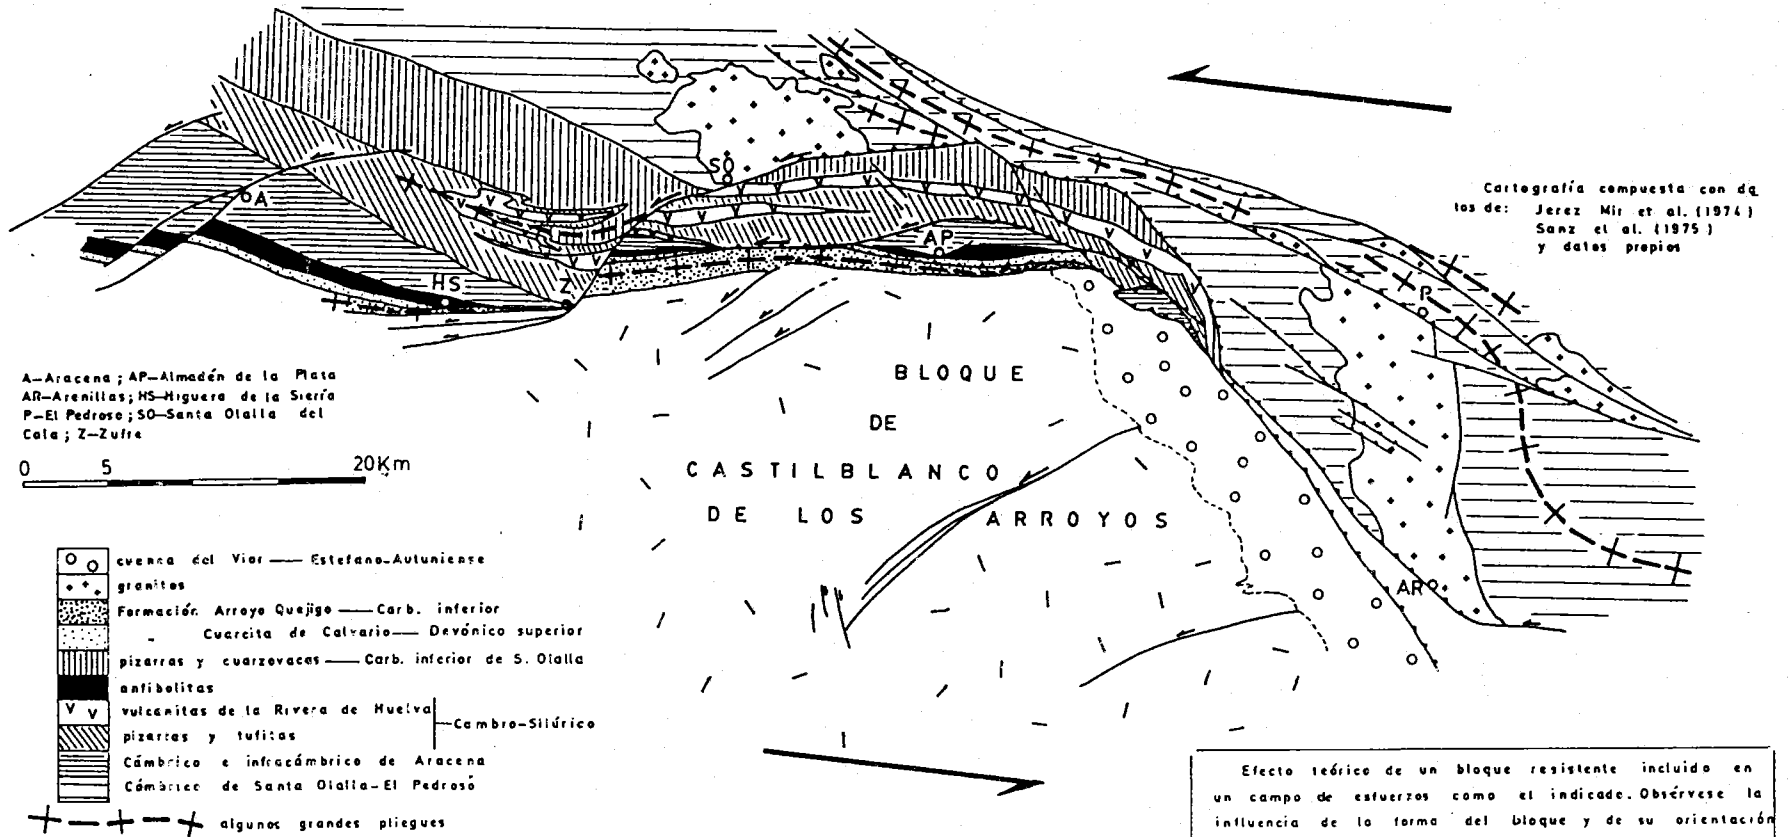 SO
A
AP
HS
Z
P
AR
Cartografía compuesta con da
tos de: Jerez Mir et al. (1974)
Sanz et al. (1975)
y datos propios
BLOQUE
DE
CASTILBLANCO
DE LOS ARROYOS
A—Aracena; AP—Almadén de la Plata
AR—Arenillas; HS—Higuera de la Sierra
P—El Pedroso; SO—Santa Olalla del
Cala; Z—Zufre
0 5 20Km
cuenca del Viar — Estefano-Autuniense
granitos
Formación Arroyo Quejigo — Carb. inferior
" Cuarcita de Calvario — Devónico superior
pizarras y cuarzovacas — Carb. inferior de S. Olalla
anfibolitas
vulcanitas de la Rivera de Huelva
pizarras y tufitas
Cambro-Silúrico
Cámbrico e infracámbrico de Aracena
Cámbrico de Santa Olalla-El Pedroso
algunos grandes pliegues
Efecto teórico de un bloque resistente incluido en
un campo de esfuerzos como el indicado. Obsérvese la
influencia de la forma del bloque y de su orientación